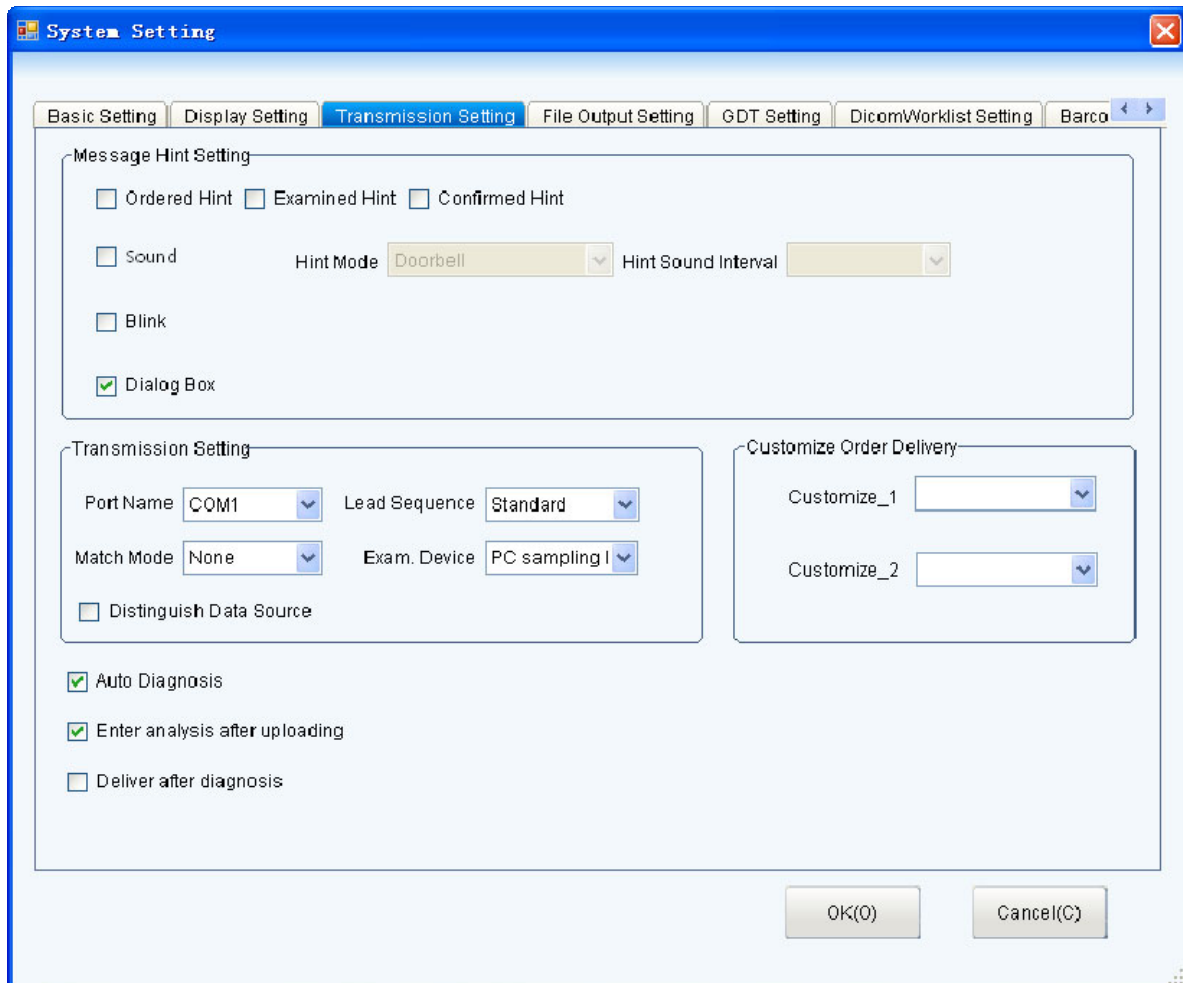 System Setting
Basic Setting Display Setting Transmission Setting File Output Setting GDT Setting DicomWorklist Setting Barco
Message Hint Setting
Ordered Hint Examined Hint Confirmed Hint
Sound Hint Mode Doorbell Hint Sound Interval
Blink
Dialog Box
Transmission Setting
Port Name COM1 Lead Sequence Standard
Match Mode None Exam. Device PC sampling
Distinguish Data Source
Customize Order Delivery
Customize_1
Customize_2
Auto Diagnosis
Enter analysis after uploading
Deliver after diagnosis
OK(O) Cancel(C)